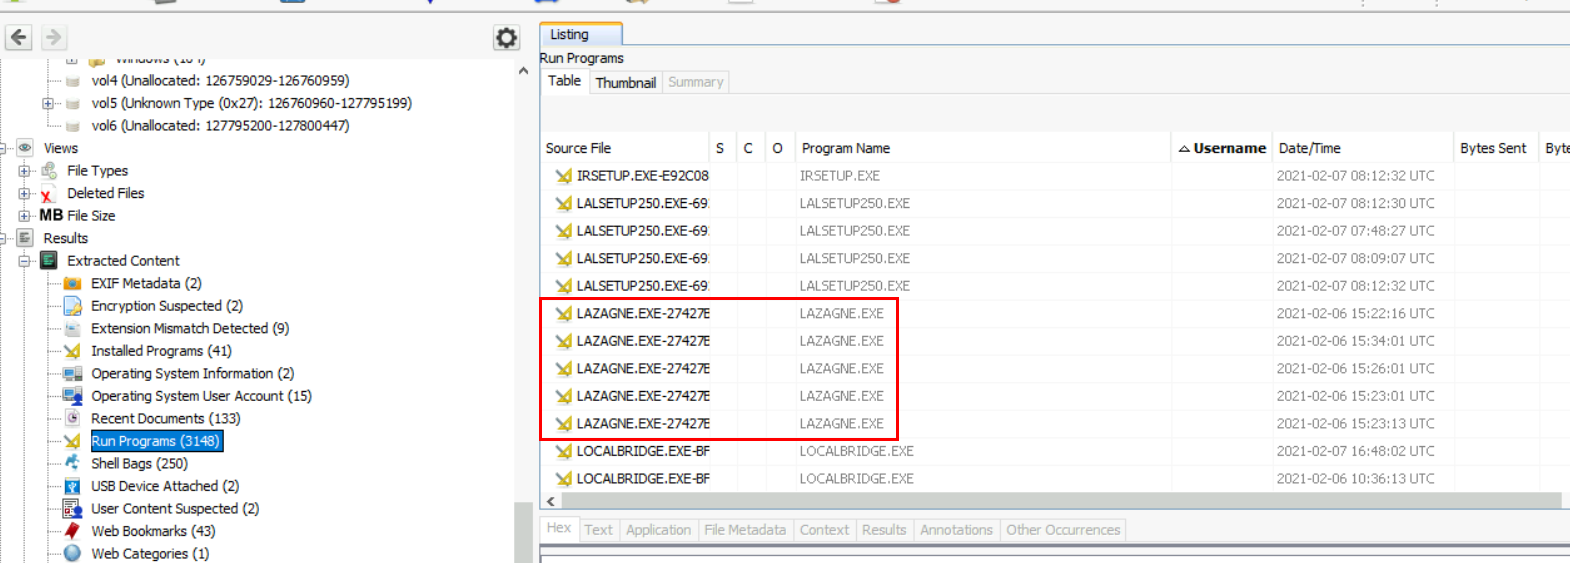 Listing
Run Programs
Table Thumbnail Summary
vol4 (Unallocated: 126759029-126760959)
vol5 (Unknown Type (0x27): 126760960-127795199)
vol6 (Unallocated: 127795200-127800447)
Views
File Types
Deleted Files
MB File Size
Results
Extracted Content
EXIF Metadata (2)
Encryption Suspected (2)
Extension Mismatch Detected (9)
Installed Programs (41)
Operating System Information (2)
Operating System User Account (15)
Recent Documents (133)
Run Programs (3148)
Shell Bags (250)
USB Device Attached (2)
User Content Suspected (2)
Web Bookmarks (43)
Web Categories (1)
Source File S C O Program Name Username Date/Time Bytes Sent Byte
IRSETUP.EXE-E92C08 IRSETUP.EXE 2021-02-07 08:12:32 UTC
LALSETUP250.EXE-69 LALSETUP250.EXE 2021-02-07 08:12:30 UTC
LALSETUP250.EXE-69 LALSETUP250.EXE 2021-02-07 07:48:27 UTC
LALSETUP250.EXE-69 LALSETUP250.EXE 2021-02-07 08:09:07 UTC
LALSETUP250.EXE-69 LALSETUP250.EXE 2021-02-07 08:12:32 UTC
LAZAGNE.EXE-27427E LAZAGNE.EXE 2021-02-06 15:22:16 UTC
LAZAGNE.EXE-27427E LAZAGNE.EXE 2021-02-06 15:34:01 UTC
LAZAGNE.EXE-27427E LAZAGNE.EXE 2021-02-06 15:26:01 UTC
LAZAGNE.EXE-27427E LAZAGNE.EXE 2021-02-06 15:23:01 UTC
LAZAGNE.EXE-27427E LAZAGNE.EXE 2021-02-06 15:23:13 UTC
LOCALBRIDGE.EXE-BF LOCALBRIDGE.EXE 2021-02-07 16:48:02 UTC
LOCALBRIDGE.EXE-BF LOCALBRIDGE.EXE 2021-02-06 10:36:13 UTC
Hex Text Application File Metadata Context Results Annotations Other Occurrences